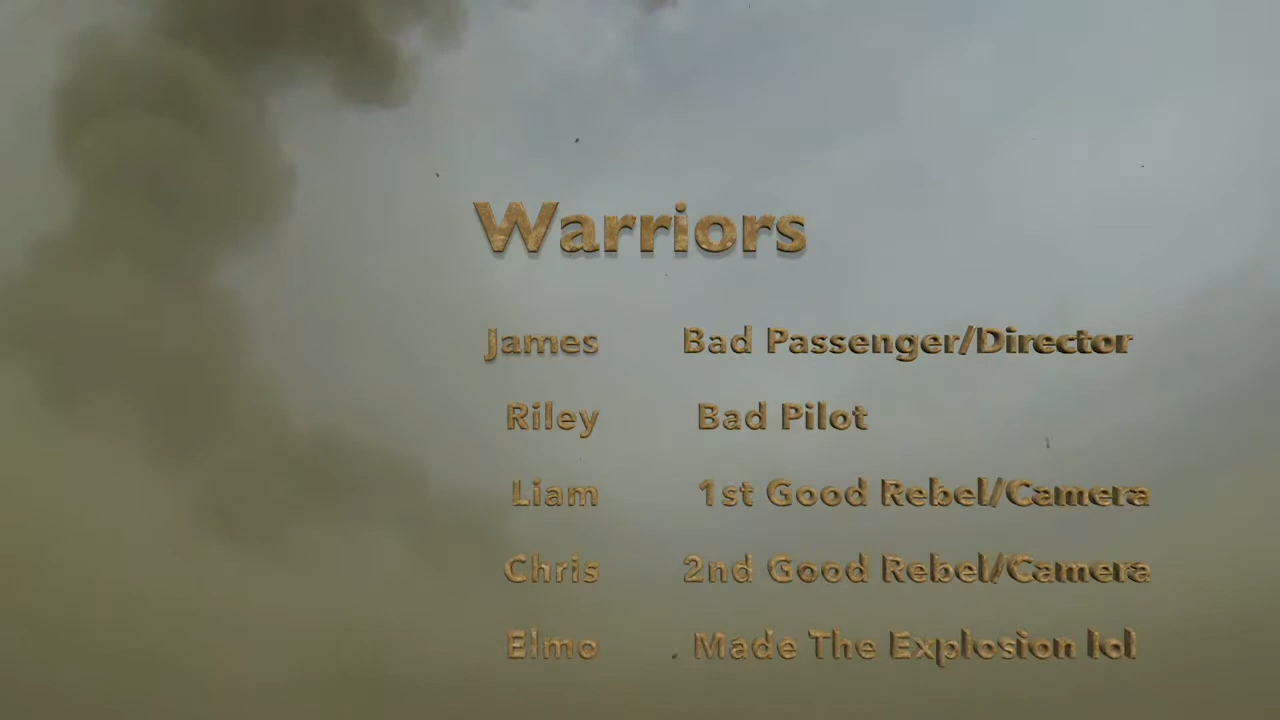 Warriors
James Bad Passenger/Director
Riley Bad Pilot
Liam 1st Good Rebel/Camera
Chris 2nd Good Rebel/Camera
Elmo Made The Explosion lol